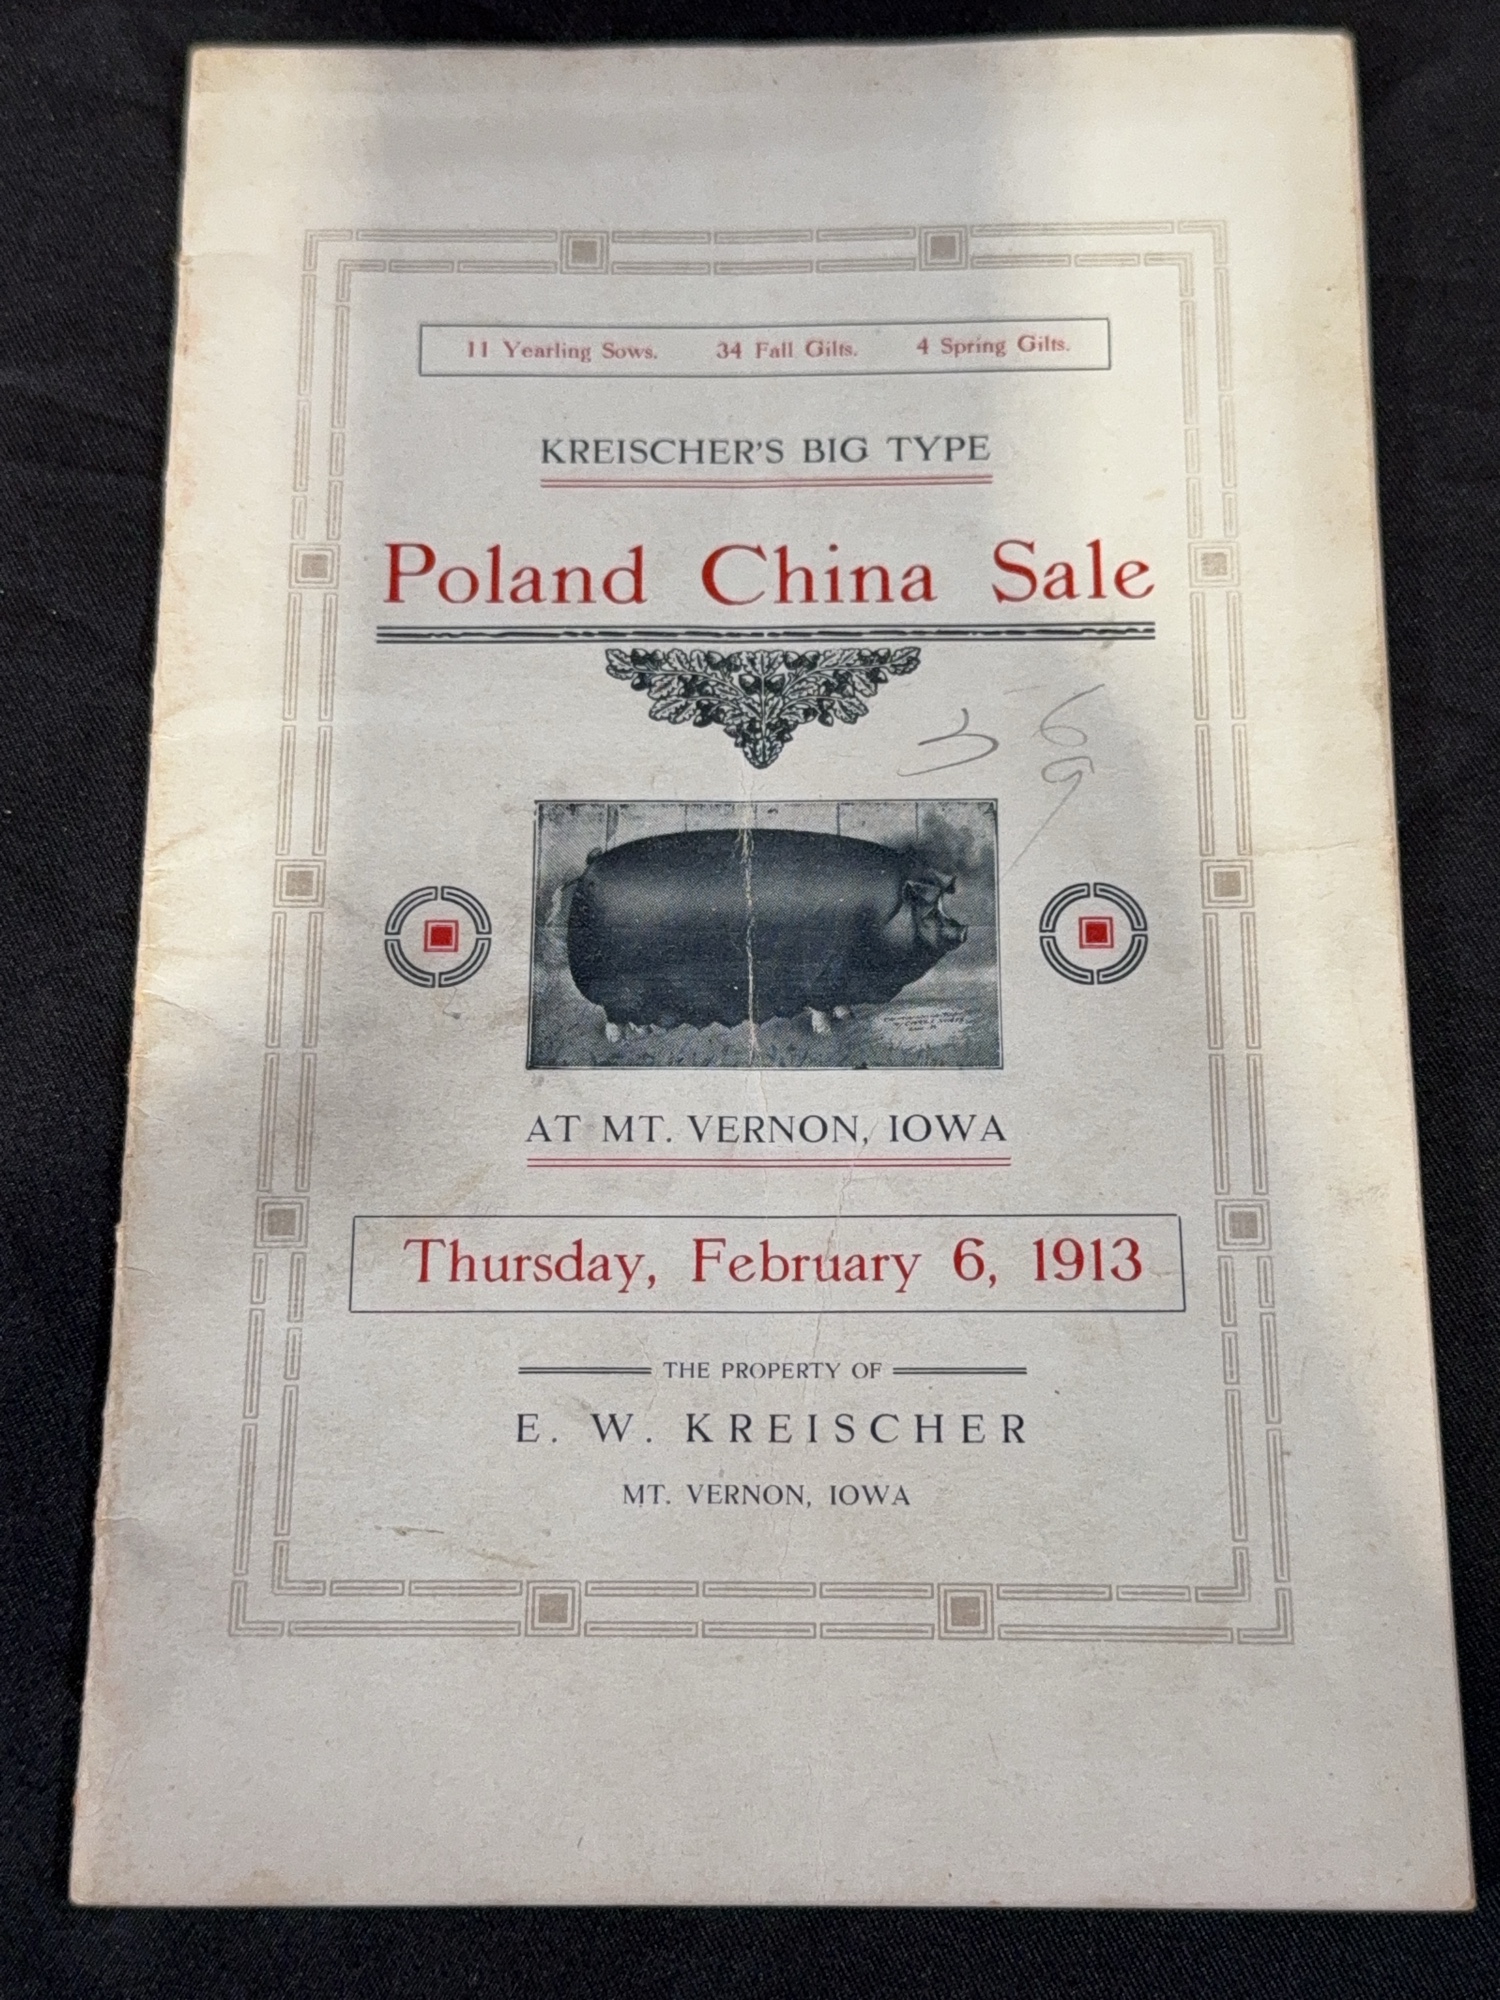 11 Yearling Sows. 34 Fall Gilts. 4 Spring Gilts.
KREISCHER'S BIG TYPE
Poland China Sale
AT MT. VERNON, IOWA
Thursday, February 6, 1913
THE PROPERTY OF
E. W. KREISCHER
MT. VERNON, IOWA